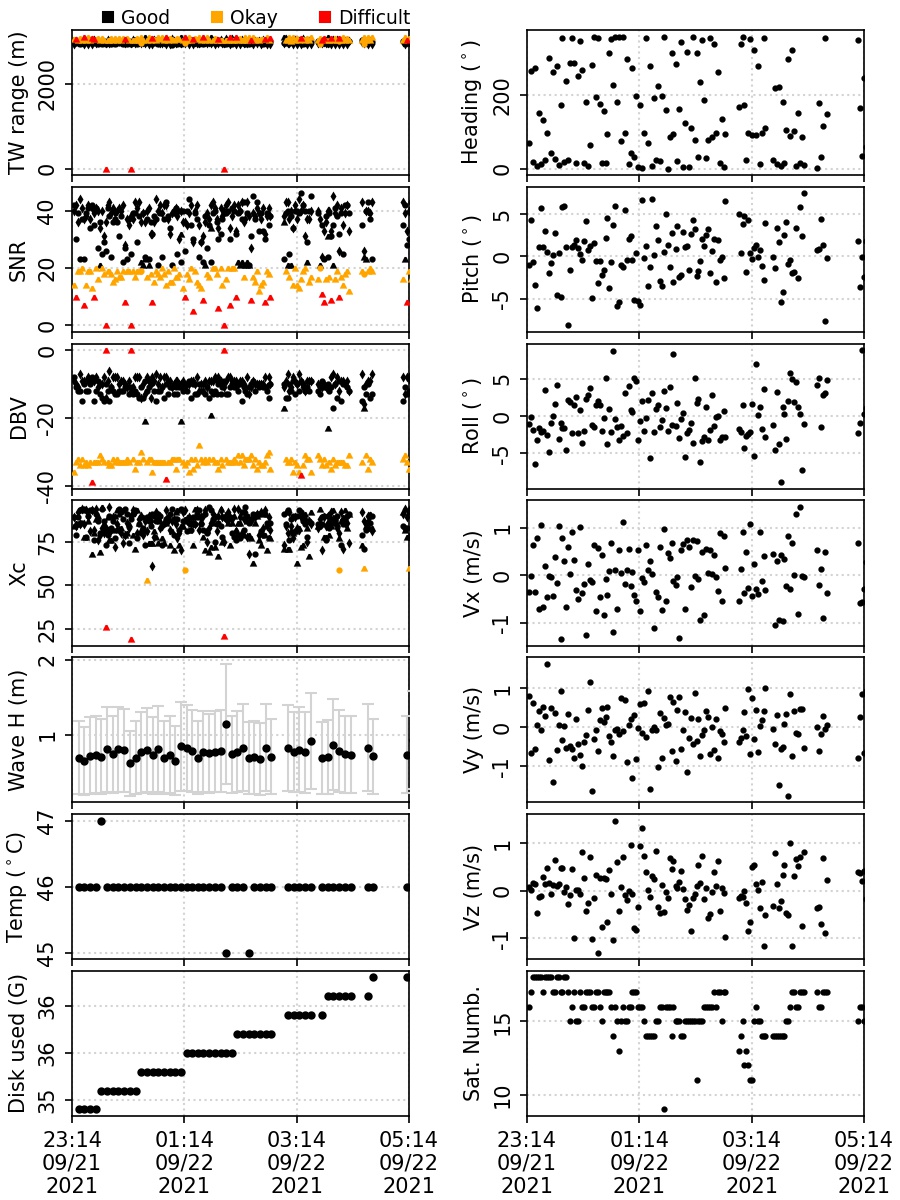 Good Okay Difficult
TW range (m)
2000
0
Heading (°)
200
0
SNR
40
20
0
Pitch (°)
5
0
-5
DBV
0
-20
-40
Roll (°)
5
0
-5
Xc
75
50
25
Vx (m/s)
1
0
-1
Wave H (m)
2
1
Vy (m/s)
1
0
-1
Temp (°C)
47
46
45
Vz (m/s)
1
0
-1
Disk used (G)
36
36
35
Sat. Numb.
15
10
23:14 01:14 03:14 05:14
09/21 09/22 09/22 09/22
2021 2021 2021 2021
23:14 01:14 03:14 05:14
09/21 09/22 09/22 09/22
2021 2021 2021 2021